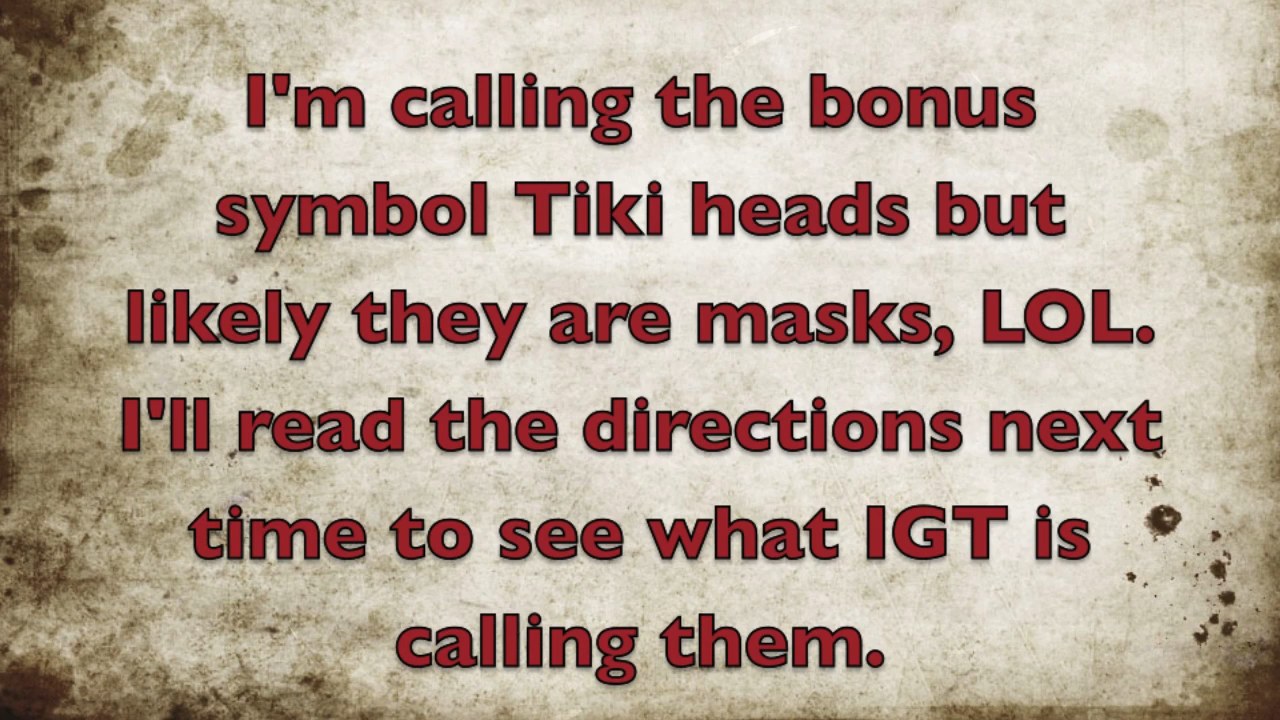 I'm calling the bonus
symbol Tiki heads but
likely they are masks, LOL.
I'll read the directions next
time to see what IGT is
calling them.